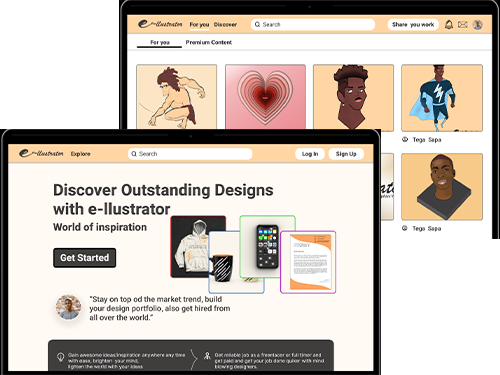 e-llustrator For you Discover Search Share you work
For you Premium Content
Tega Sapa
Tega Sapa
e-llustrator Explore Search Log In Sign Up
Discover Outstanding Designs
with e-llustrator
World of inspiration
Get Started
"Stay on top od the market trend, build
your design portfolio, also get hired from
all over the world."
Gain awesome ideas/inspiration anyware any time
with ease, brighten your mind,
lighten the world with your ideas
Get reliable job as a freelancer or full timer and
get paid and get your job done quiker with mind
blowing designers.